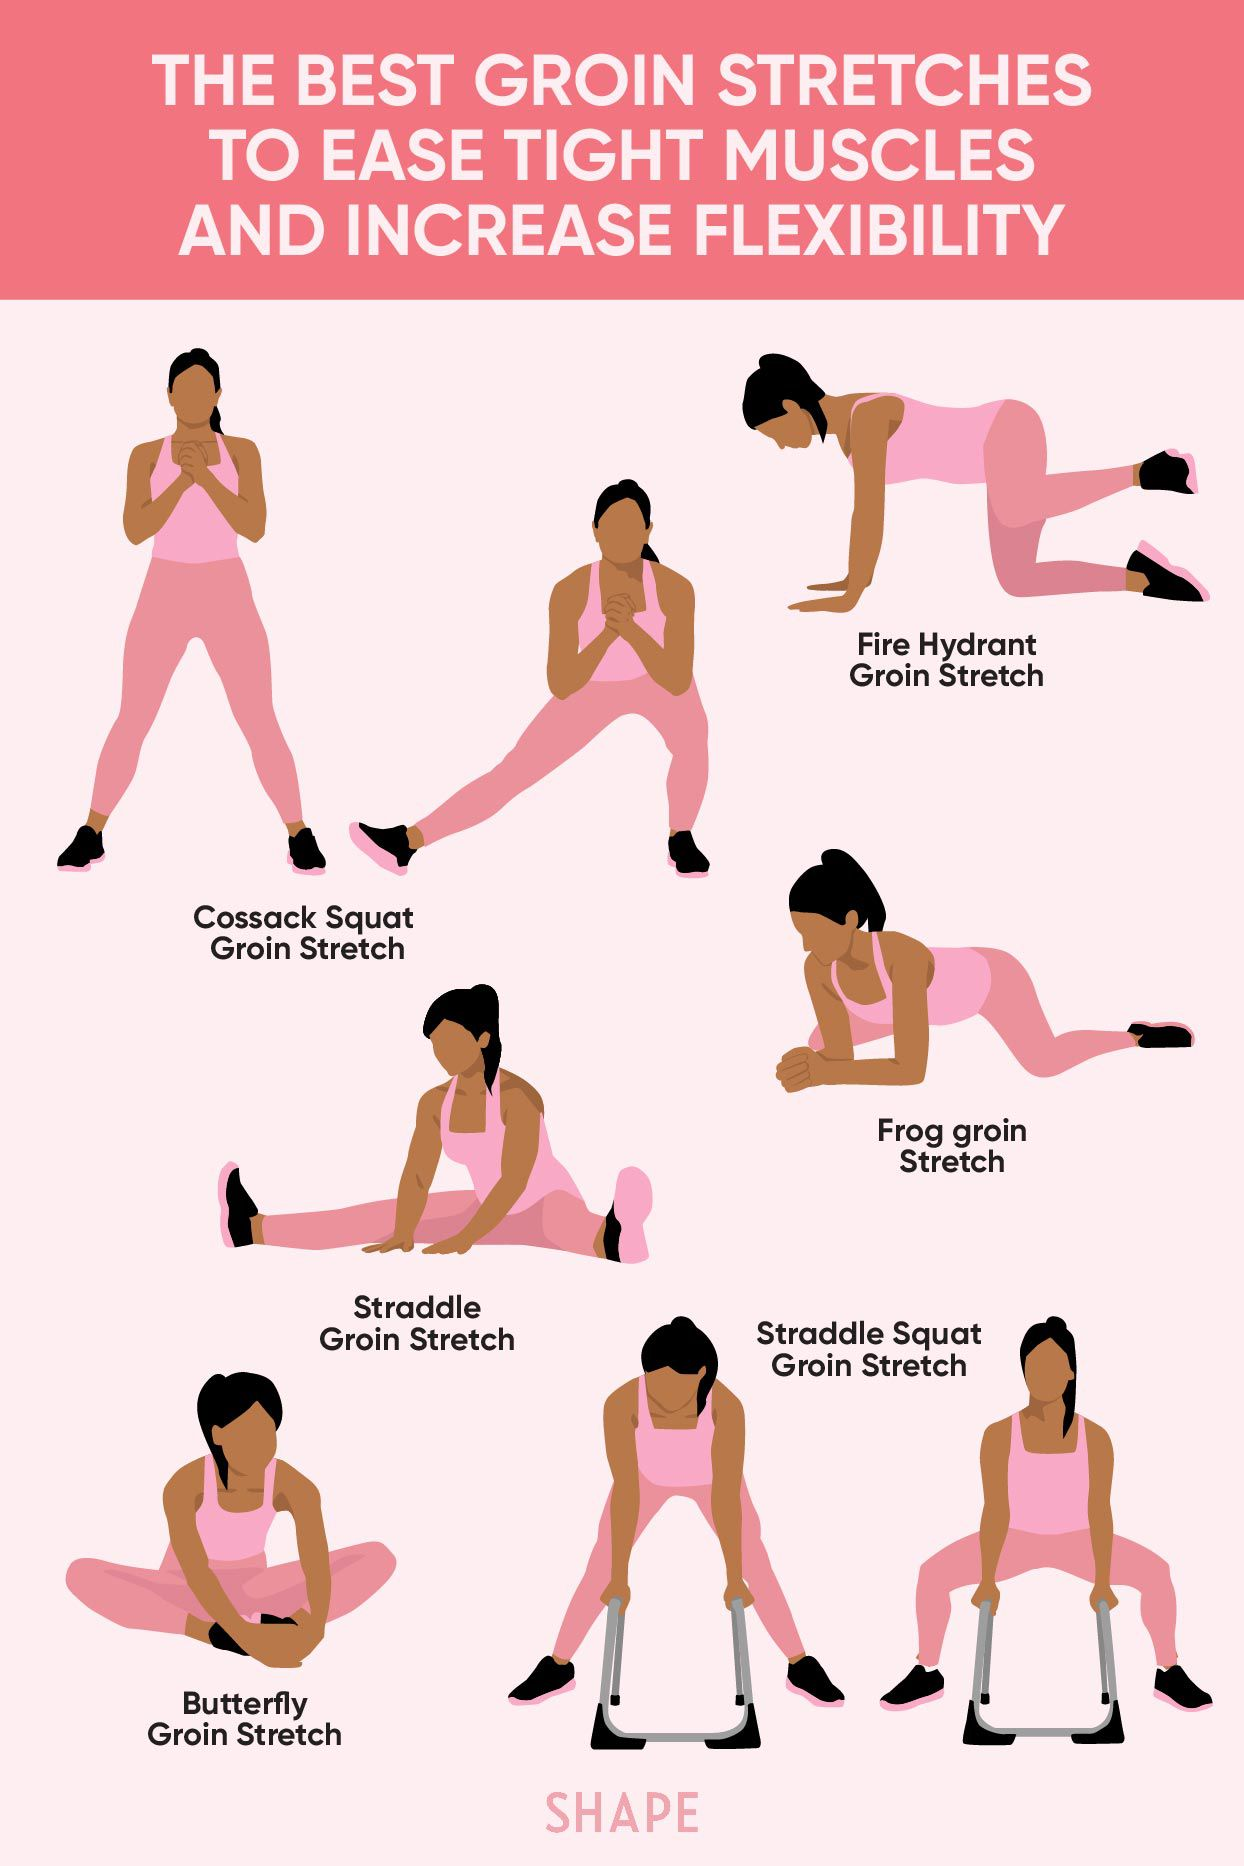 THE BEST GROIN STRETCHES
TO EASE TIGHT MUSCLES
AND INCREASE FLEXIBILITY
Fire Hydrant
Groin Stretch
Cossack Squat
Groin Stretch
Frog groin
Stretch
Straddle
Groin Stretch
Straddle Squat
Groin Stretch
Butterfly
Groin Stretch
SHAPE